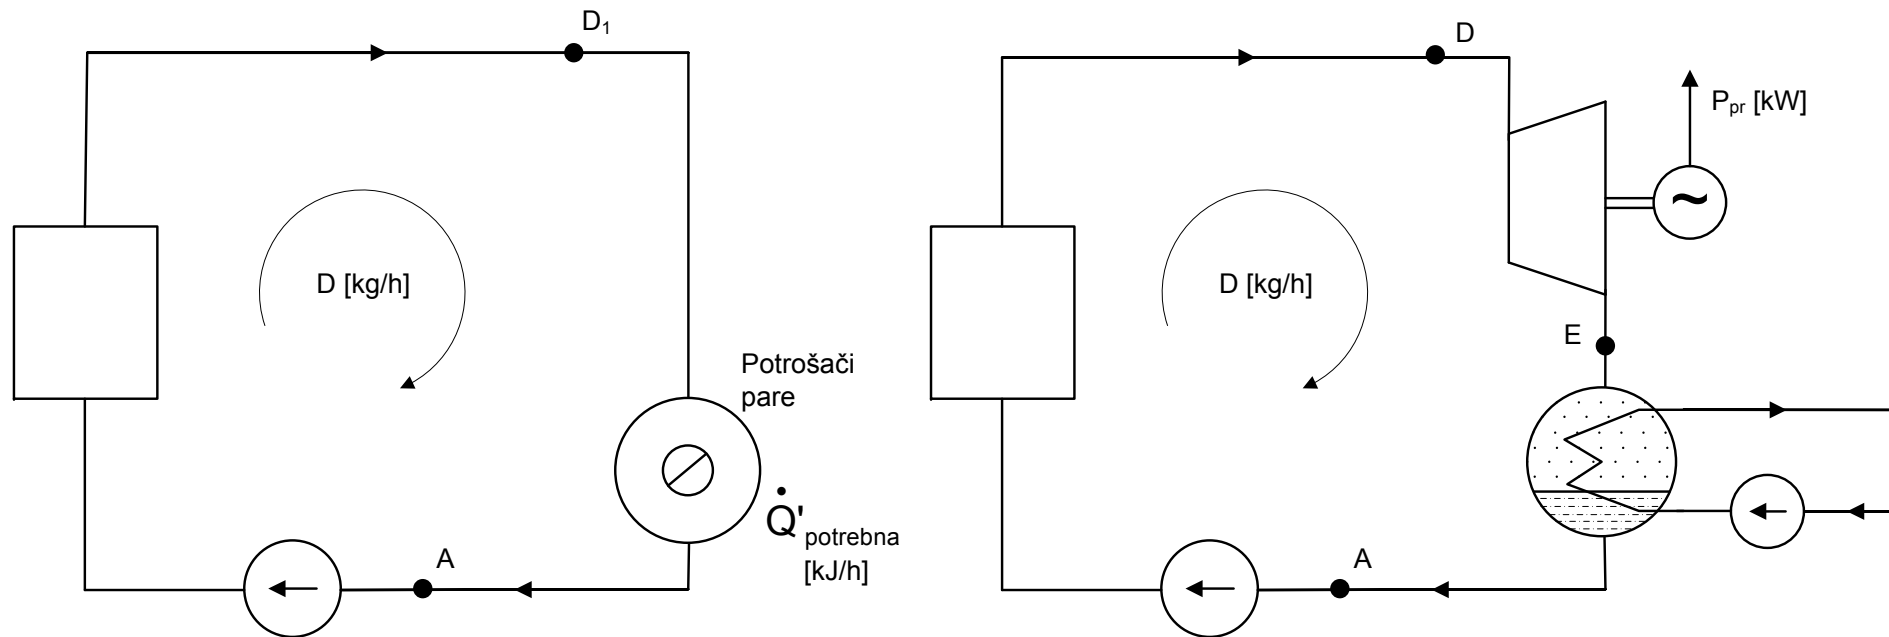 D₁
D [kg/h]
Potrošači
pare
Q̇'potrebna
[kJ/h]
A
D
Ppr [kW]
~
D [kg/h]
E
A